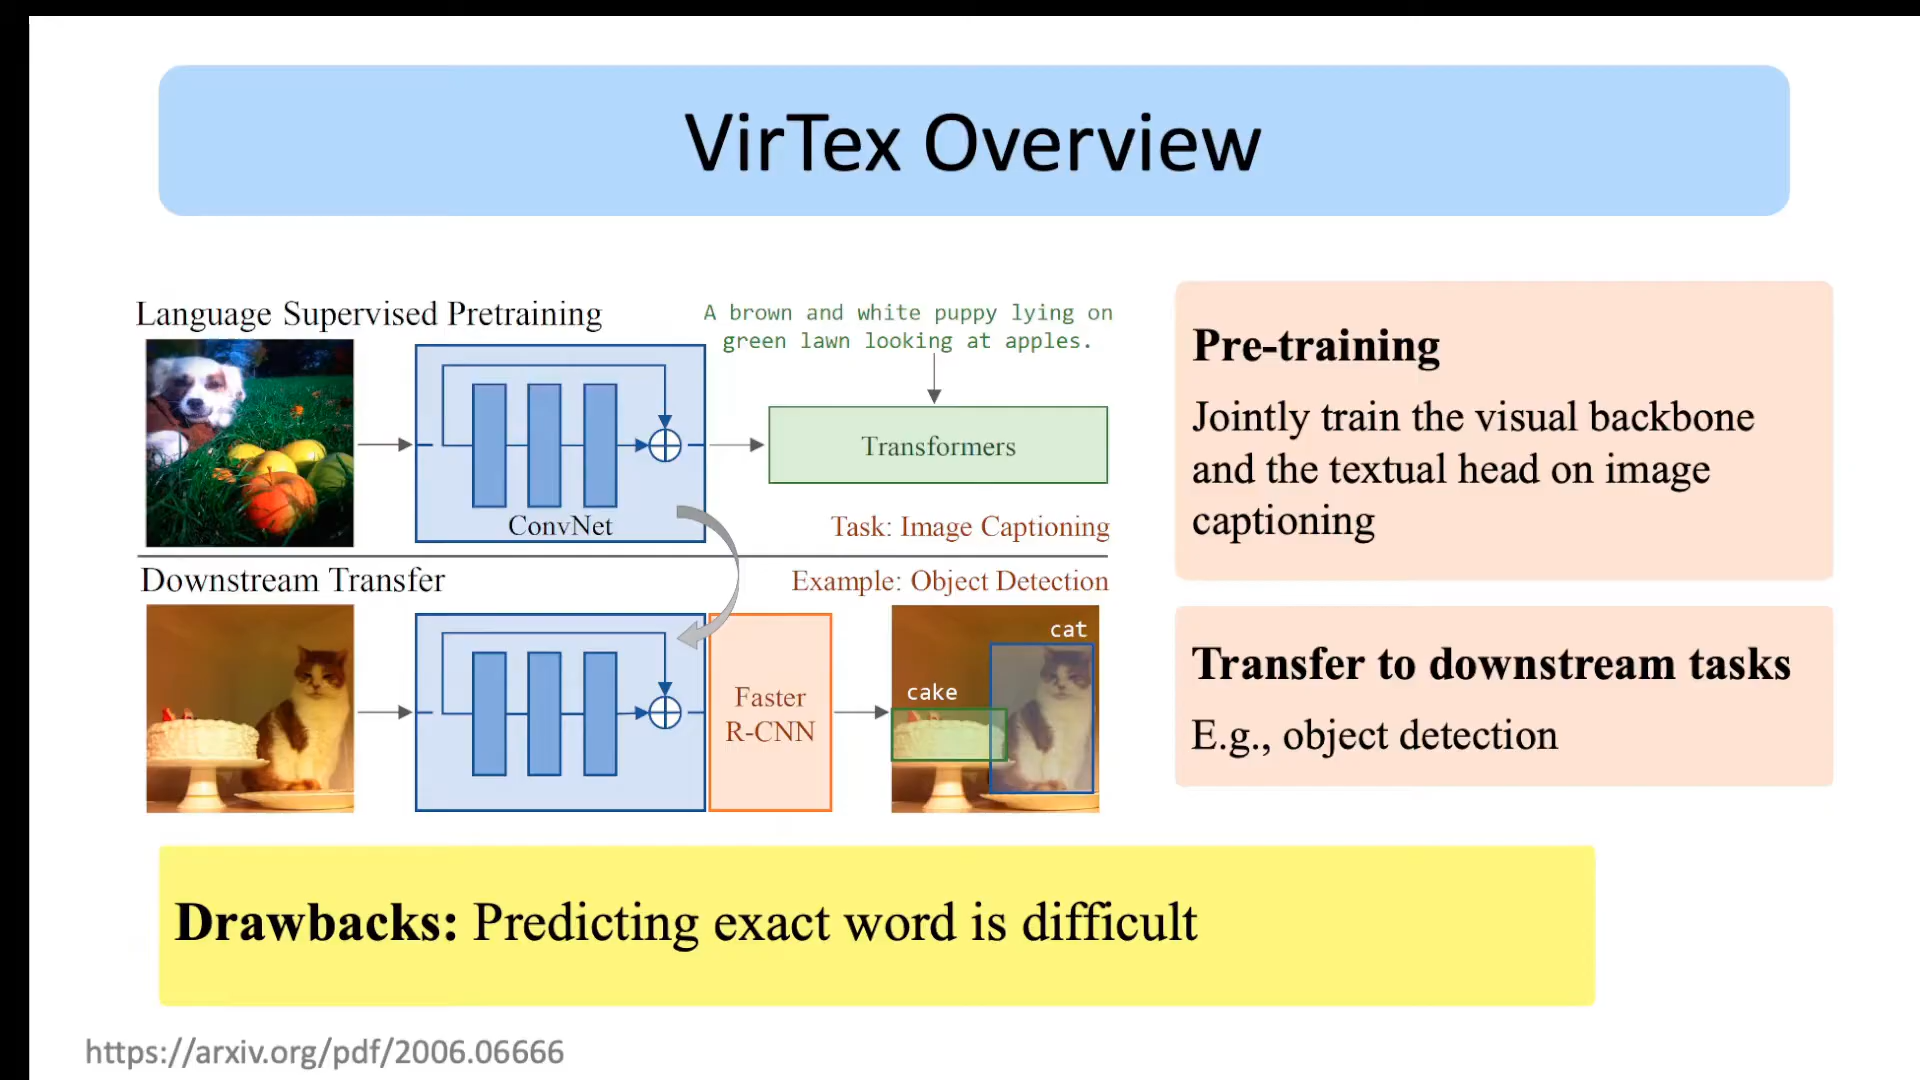 VirTex Overview
Language Supervised Pretraining
A brown and white puppy lying on
green lawn looking at apples.
Transformers
ConvNet
Task: Image Captioning
Downstream Transfer
Example: Object Detection
Faster
R-CNN
cat
cake
Pre-training
Jointly train the visual backbone
and the textual head on image
captioning
Transfer to downstream tasks
E.g., object detection
Drawbacks: Predicting exact word is difficult
https://arxiv.org/pdf/2006.06666